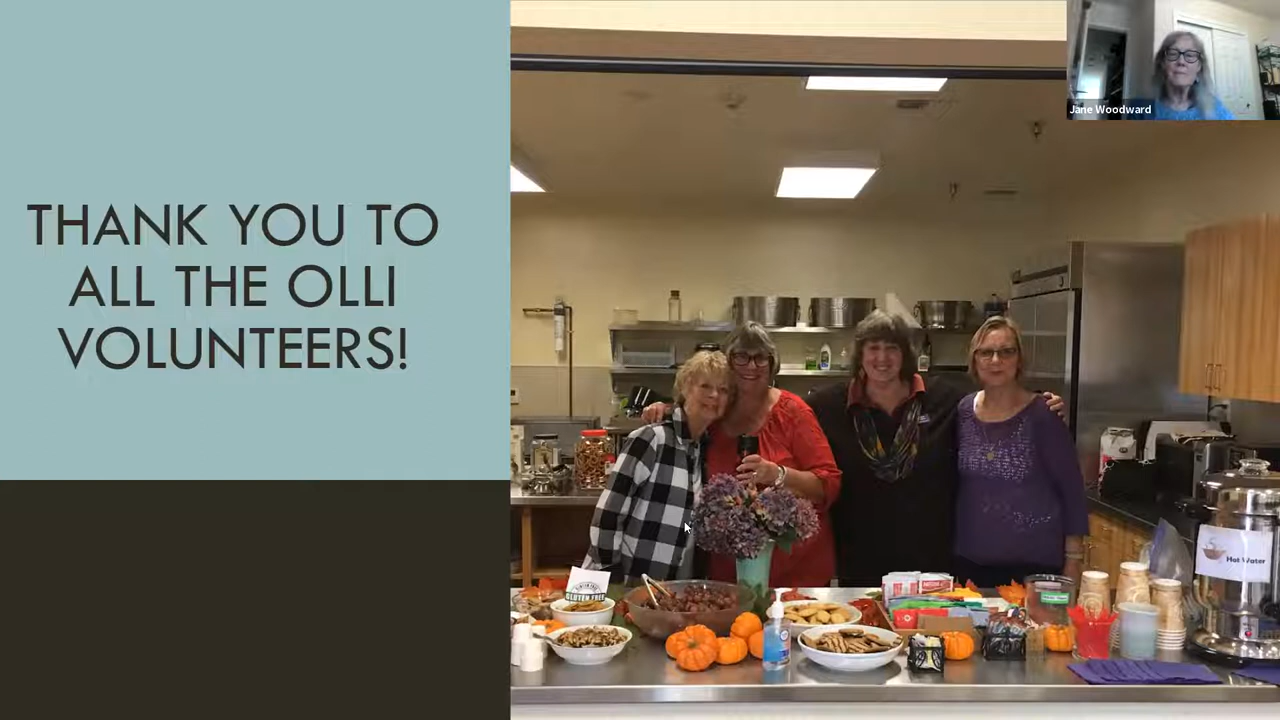 THANK YOU TO
ALL THE OLLI
VOLUNTEERS!
Jane Woodward
GLUTEN FREE
Hot Water